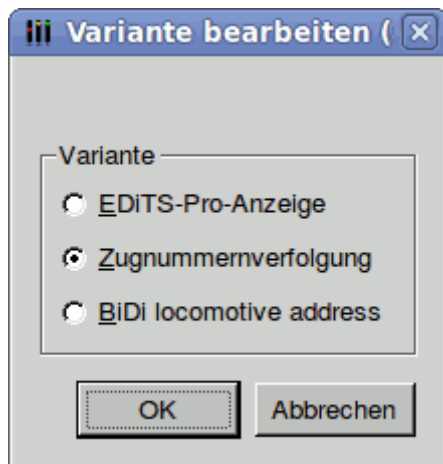 Variante bearbeiten (
Variante
EDiTS-Pro-Anzeige
Zugnummernverfolgung
BiDi locomotive address
OK
Abbrechen